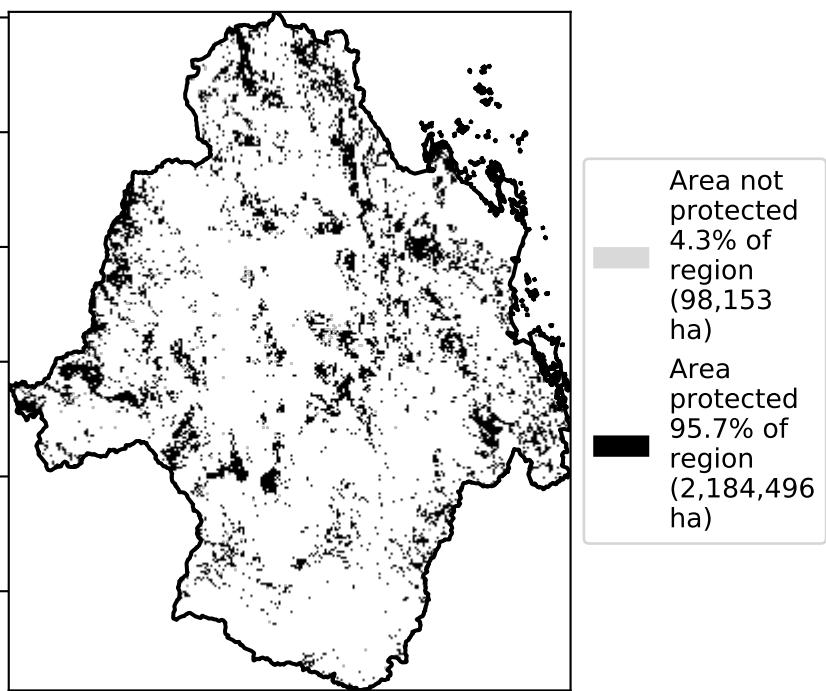 Area not
protected
4.3% of
region
(98,153
ha)
Area
protected
95.7% of
region
(2,184,496
ha)